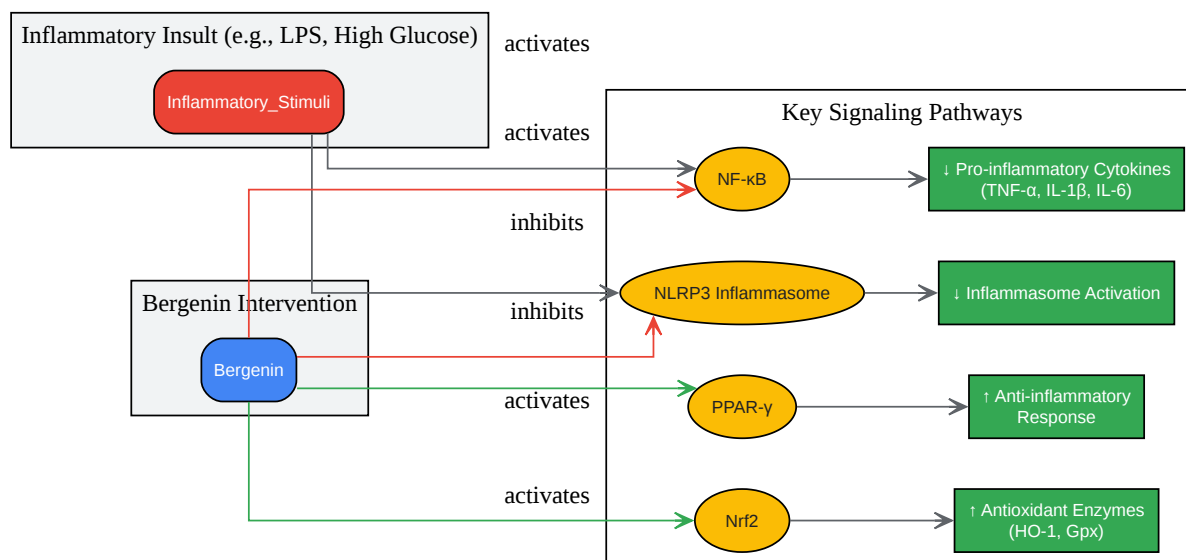 Inflammatory Insult (e.g., LPS, High Glucose)
Inflammatory_Stimuli
activates
activates
inhibits
inhibits
activates
activates
Bergenin Intervention
Bergenin
Key Signaling Pathways
NF-κB
↓ Pro-inflammatory Cytokines
(TNF-α, IL-1β, IL-6)
NLRP3 Inflammasome
↓ Inflammasome Activation
PPAR-γ
↑ Anti-inflammatory
Response
Nrf2
↑ Antioxidant Enzymes
(HO-1, Gpx)